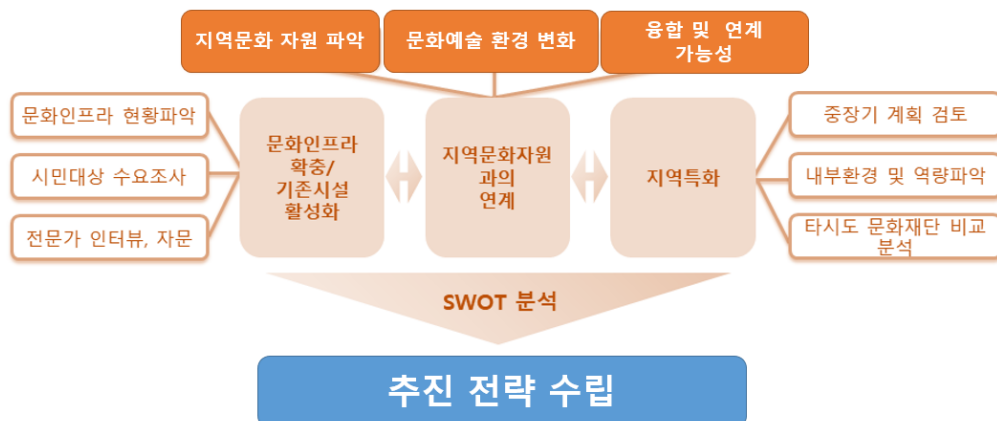 지역문화 자원 파악
문화예술 환경 변화
융합 및 연계
가능성
문화인프라 현황파악
시민대상 수요조사
전문가 인터뷰, 자문
문화인프라
확충/
기존시설
활성화
지역문화자원
과의
연계
지역특화
중장기 계획 검토
내부환경 및 역량파악
타시도 문화재단 비교
분석
SWOT 분석
추진 전략 수립